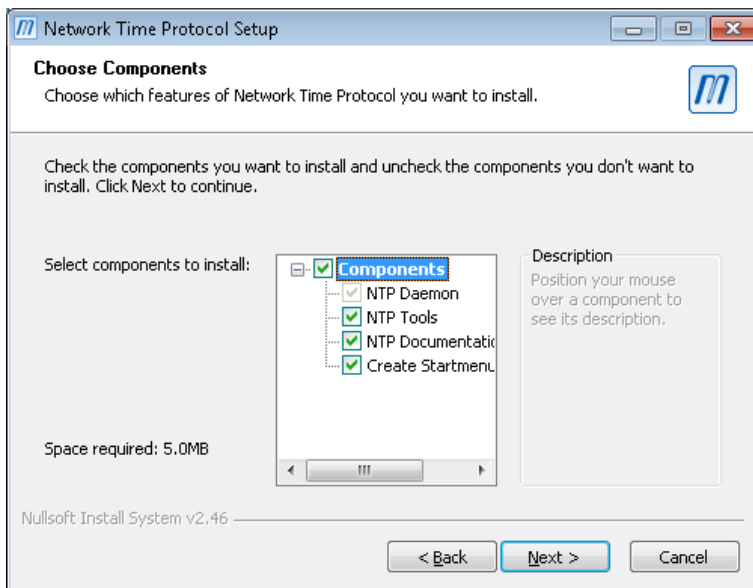 Network Time Protocol Setup
Choose Components
Choose which features of Network Time Protocol you want to install.
Check the components you want to install and uncheck the components you don't want to
install. Click Next to continue.
Select components to install:
Components
NTP Daemon
NTP Tools
NTP Documentatic
Create Startmenu
Description
Position your mouse
over a component to
see its description.
Space required: 5.0MB
Nullsoft Install System v2.46
< Back
Next >
Cancel